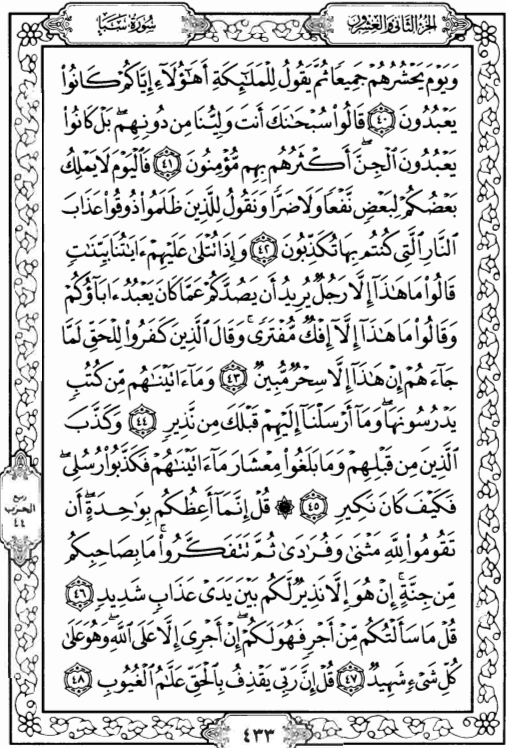 الجزء الثاني والعشرون
سورة سبأ
وَيَوْمَ يَحْشُرُهُمْ جَمِيعًا ثُمَّ يَقُولُ لِلْمَلَٰٓئِكَةِ أَهَٰٓؤُلَآءِ إِيَّاكُمْ كَانُوا۟
يَعْبُدُونَ ٤٠ قَالُوا۟ سُبْحَٰنَكَ أَنتَ وَلِيُّنَا مِن دُونِهِم ۖ بَلْ كَانُوا۟
يَعْبُدُونَ ٱلْجِنَّ ۖ أَكْثَرُهُم بِهِم مُّؤْمِنُونَ ٤١ فَٱلْيَوْمَ لَا يَمْلِكُ
بَعْضُكُمْ لِبَعْضٍ نَّفْعًا وَلَا ضَرًّا وَنَقُولُ لِلَّذِينَ ظَلَمُوا۟ ذُوقُوا۟ عَذَابَ
ٱلنَّارِ ٱلَّتِى كُنتُم بِهَا تُكَذِّبُونَ ٤٢ وَإِذَا تُتْلَىٰ عَلَيْهِمْ ءَايَٰتُنَا بَيِّنَٰتٍ
قَالُوا۟ مَا هَٰذَآ إِلَّا رَجُلٌ يُرِيدُ أَن يَصُدَّكُمْ عَمَّا كَانَ يَعْبُدُ ءَابَآؤُكُمْ
وَقَالُوا۟ مَا هَٰذَآ إِلَّآ إِفْكٌ مُّفْتَرًى ۚ وَقَالَ ٱلَّذِينَ كَفَرُوا۟ لِلْحَقِّ لَمَّا
جَآءَهُمْ إِنْ هَٰذَآ إِلَّا سِحْرٌ مُّبِينٌ ٤٣ وَمَآ ءَاتَيْنَٰهُم مِّن كُتُبٍ
يَدْرُسُونَهَا ۖ وَمَآ أَرْسَلْنَآ إِلَيْهِمْ قَبْلَكَ مِن نَّذِيرٍ ٤٤ وَكَذَّبَ
ٱلَّذِينَ مِن قَبْلِهِمْ وَمَا بَلَغُوا۟ مِعْشَارَ مَآ ءَاتَيْنَٰهُمْ فَكَذَّبُوا۟ رُسُلِى ۖ
فَكَيْفَ كَانَ نَكِيرِ ٤٥ ۞ قُلْ إِنَّمَآ أَعِظُكُم بِوَٰحِدَةٍ ۖ أَن
تَقُومُوا۟ لِلَّهِ مَثْنَىٰ وَفُرَٰدَىٰ ثُمَّ تَتَفَكَّرُوا۟ ۚ مَا بِصَاحِبِكُم
مِّن جِنَّةٍ ۚ إِنْ هُوَ إِلَّا نَذِيرٌ لَّكُم بَيْنَ يَدَىْ عَذَابٍ شَدِيدٍ ٤٦
قُلْ مَا سَأَلْتُكُم مِّنْ أَجْرٍ فَهُوَ لَكُمْ ۖ إِنْ أَجْرِىَ إِلَّا عَلَى ٱللَّهِ ۖ وَهُوَ عَلَىٰ
كُلِّ شَىْءٍ شَهِيدٌ ٤٧ قُلْ إِنَّ رَبِّى يَقْذِفُ بِٱلْحَقِّ عَلَّٰمُ ٱلْغُيُوبِ ٤٨
ربع
الحزب
٤٤
٤٣٣